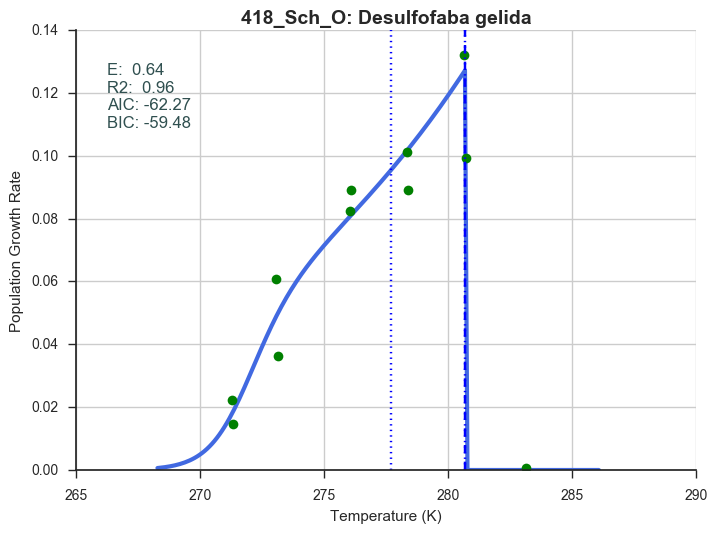 418_Sch_O: Desulfofaba gelida
E:  0.64
R2:  0.96
AIC: -62.27
BIC: -59.48
Population Growth Rate
0.14
0.12
0.10
0.08
0.06
0.04
0.02
0.00
265
270
275
280
285
290
Temperature (K)